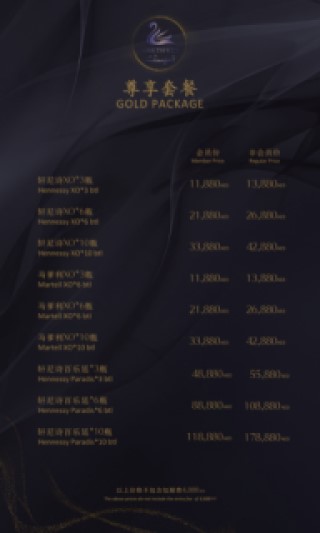 尊享套餐
GOLD PACKAGE
会员价 非会员价
Member Price Regular Price
轩尼诗XO*3瓶 11,880 13,880
Hennessy XO*3 btl
轩尼诗XO*6瓶 21,880 26,880
Hennessy XO*6 btl
轩尼诗XO*10瓶 33,880 42,880
Hennessy XO*10 btl
马爹利XO*3瓶 11,880 13,880
Martell XO*6 btl
马爹利XO*6瓶 21,880 26,880
Martell XO*6 btl
马爹利XO*10瓶 33,880 42,880
Martell XO*10 btl
轩尼诗百乐廷*3瓶 48,880 55,880
Hennessy Paradis*3 btl
轩尼诗百乐廷*6瓶 88,880 108,880
Hennessy Paradis*6 btl
轩尼诗百乐廷*10瓶 118,880 178,880
Hennessy Paradis*10 btl